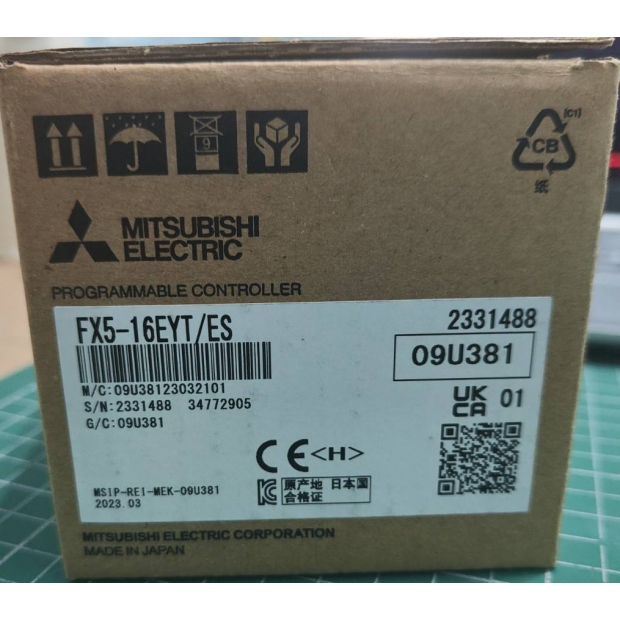 9
[C1]
CB
纸
MITSUBISHI
ELECTRIC
PROGRAMMABLE CONTROLLER
FX5-16EYT/ES
2331488
09U381
M/C:09U38123032101
S/N:2331488 34772905
G/C:09U381
UK
CA
01
CE<H>
MSIP-REI-MEK-09U381
2023.03
原产地 日本国
合格证
MITSUBISHI ELECTRIC CORPORATION
MADE IN JAPAN